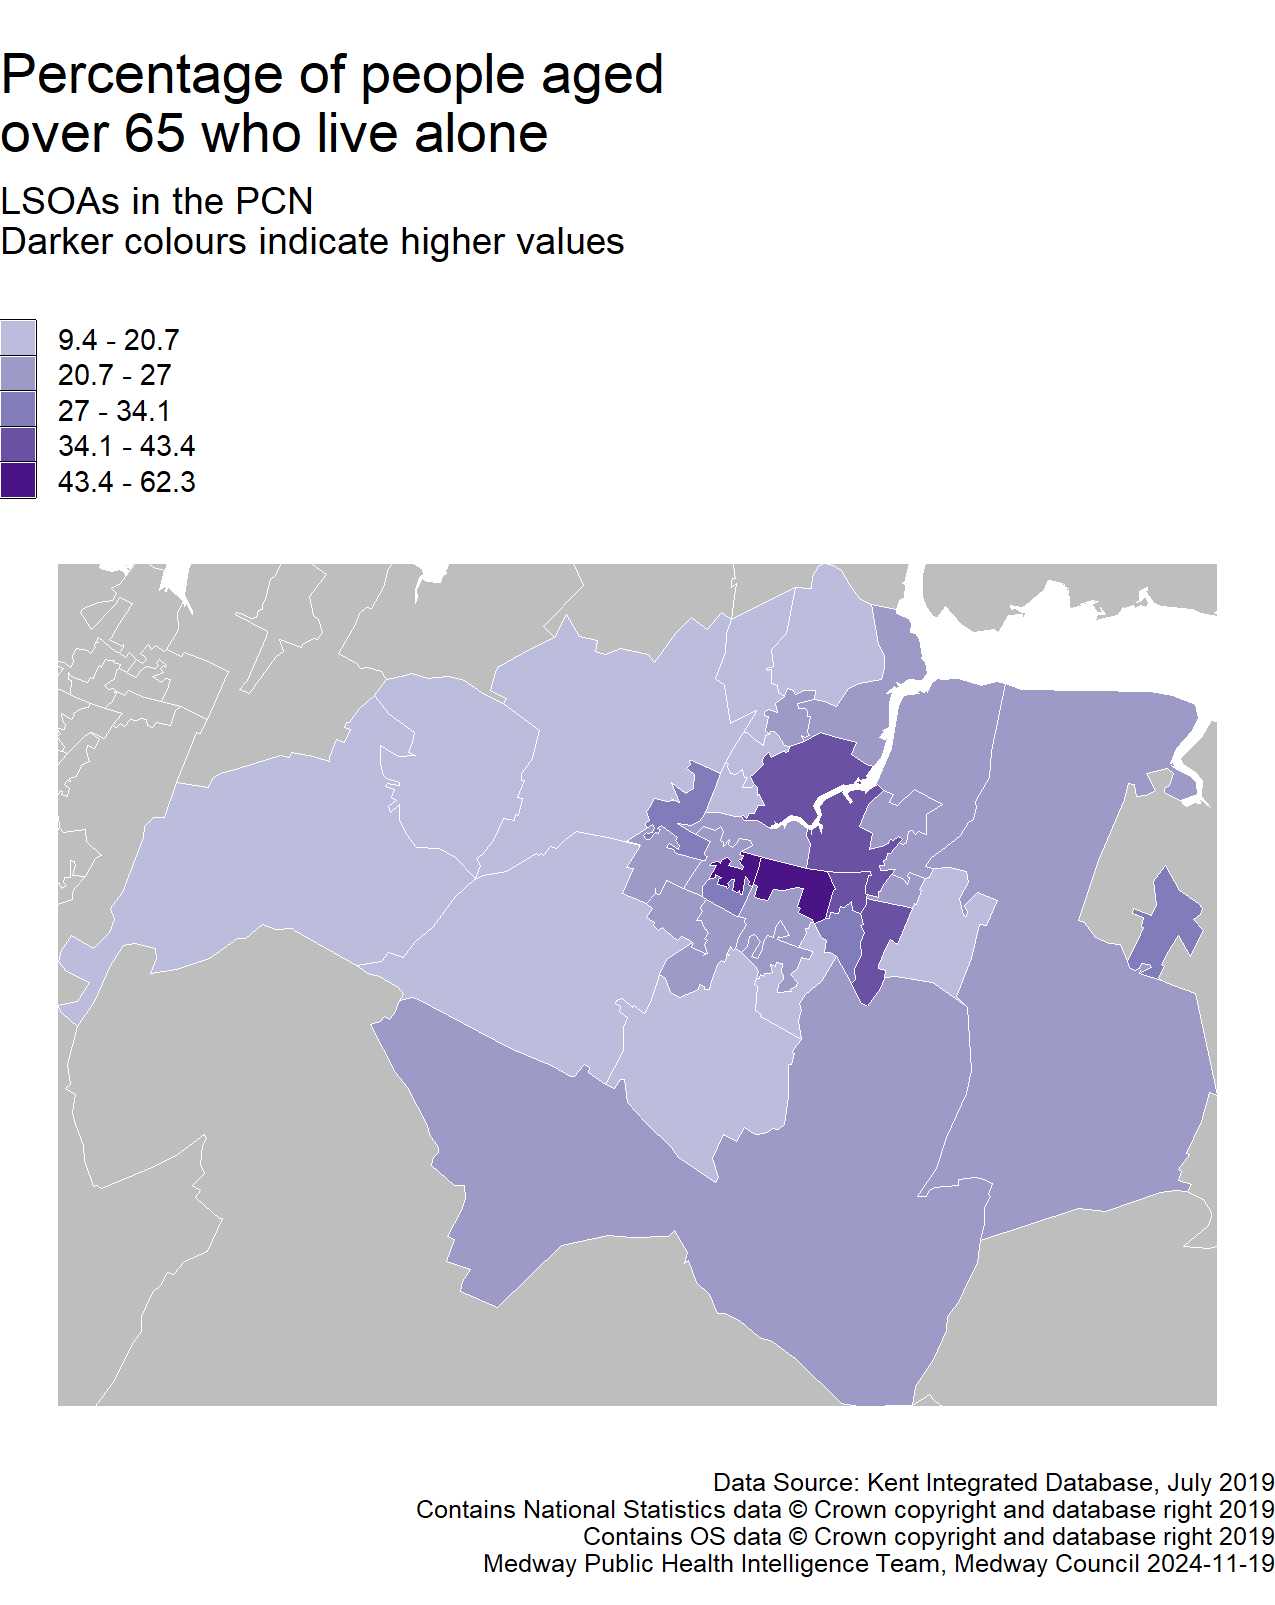 Percentage of people aged
over 65 who live alone
LSOAs in the PCN
Darker colours indicate higher values
9.4 - 20.7
20.7 - 27
27 - 34.1
34.1 - 43.4
43.4 - 62.3
Data Source: Kent Integrated Database, July 2019
Contains National Statistics data © Crown copyright and database right 2019
Contains OS data © Crown copyright and database right 2019
Medway Public Health Intelligence Team, Medway Council 2024-11-19